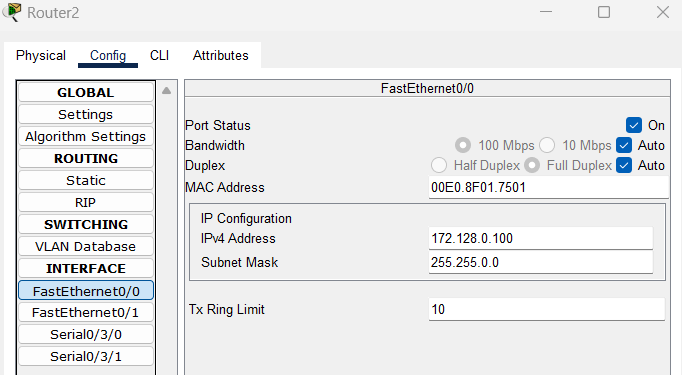 Router2
Physical Config CLI Attributes
GLOBAL
Settings
Algorithm Settings
ROUTING
Static
RIP
SWITCHING
VLAN Database
INTERFACE
FastEthernet0/0
FastEthernet0/1
Serial0/3/0
Serial0/3/1
FastEthernet0/0
Port Status On
Bandwidth 100 Mbps 10 Mbps Auto
Duplex Half Duplex Full Duplex Auto
MAC Address 00E0.8F01.7501
IP Configuration
IPv4 Address 172.128.0.100
Subnet Mask 255.255.0.0
Tx Ring Limit 10